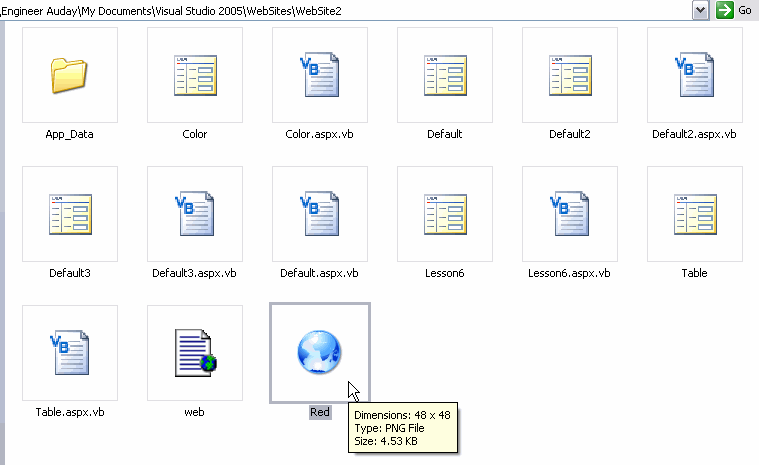 \Engineer Auday\My Documents\Visual Studio 2005\WebSites\WebSite2
Go
App_Data
Color
Color.aspx.vb
Default
Default2
Default2.aspx.vb
Default3
Default3.aspx.vb
Default.aspx.vb
Lesson6
Lesson6.aspx.vb
Table
Table.aspx.vb
web
Red
Dimensions: 48 x 48
Type: PNG File
Size: 4.53 KB